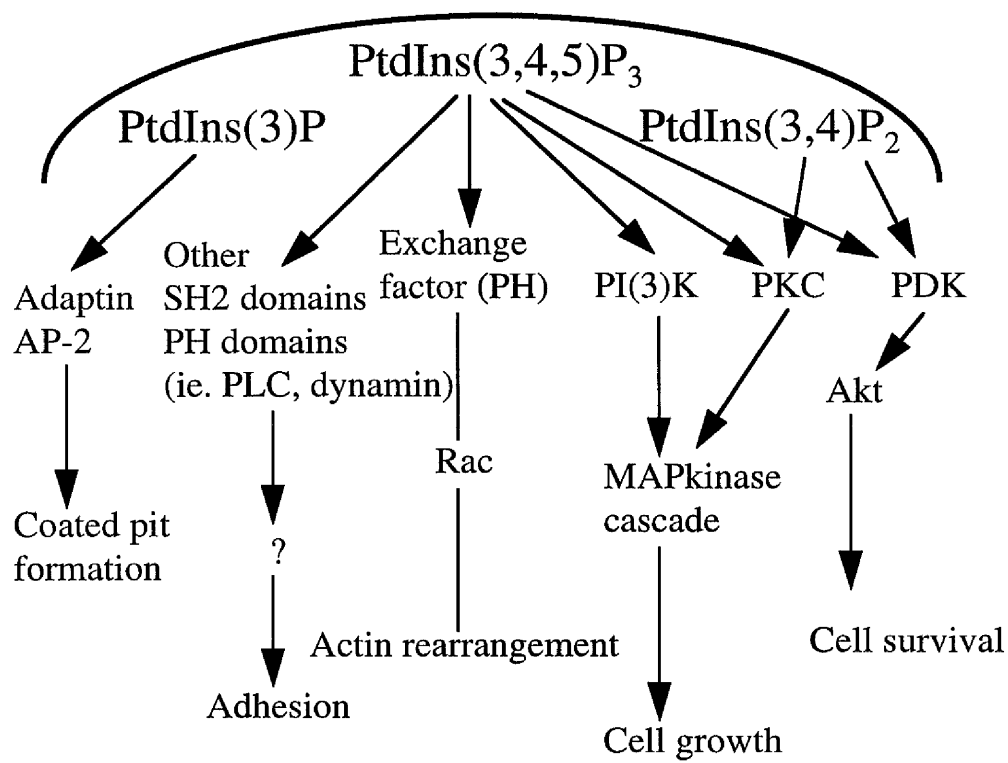 PtdIns(3,4,5)P3
PtdIns(3)P
PtdIns(3,4)P2
Adaptin
AP-2
Other
SH2 domains
PH domains
(ie. PLC, dynamin)
Exchange
factor (PH)
PI(3)K
PKC
PDK
Akt
Rac
MAPkinase
cascade
Coated pit
formation
?
Actin rearrangement
Cell survival
Adhesion
Cell growth